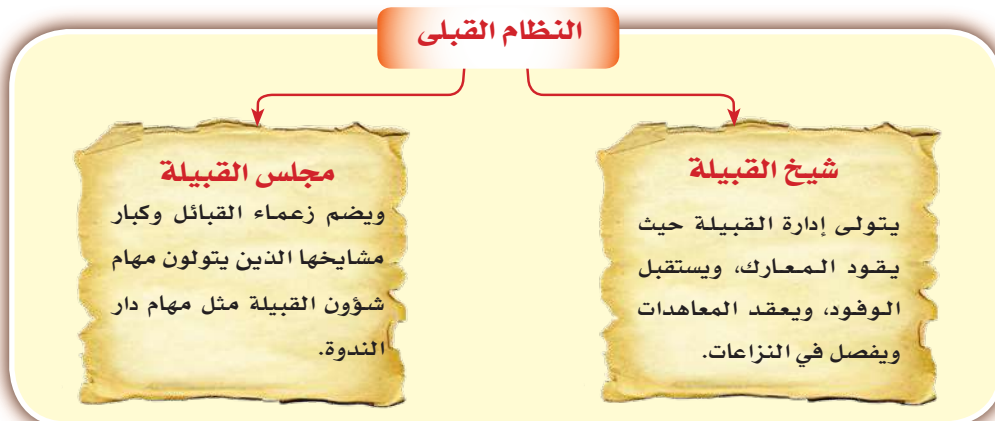 النظام القبلى
شيخ القبيلة
يتولى إدارة القبيلة حيث
يقود المعارك، ويستقبل
الوفود، ويعقد المعاهدات
ويفصل في النزاعات.
مجلس القبيلة
ويضم زعماء القبائل وكبار
مشايخها الذين يتولون مهام
شؤون القبيلة مثل مهام دار
الندوة.